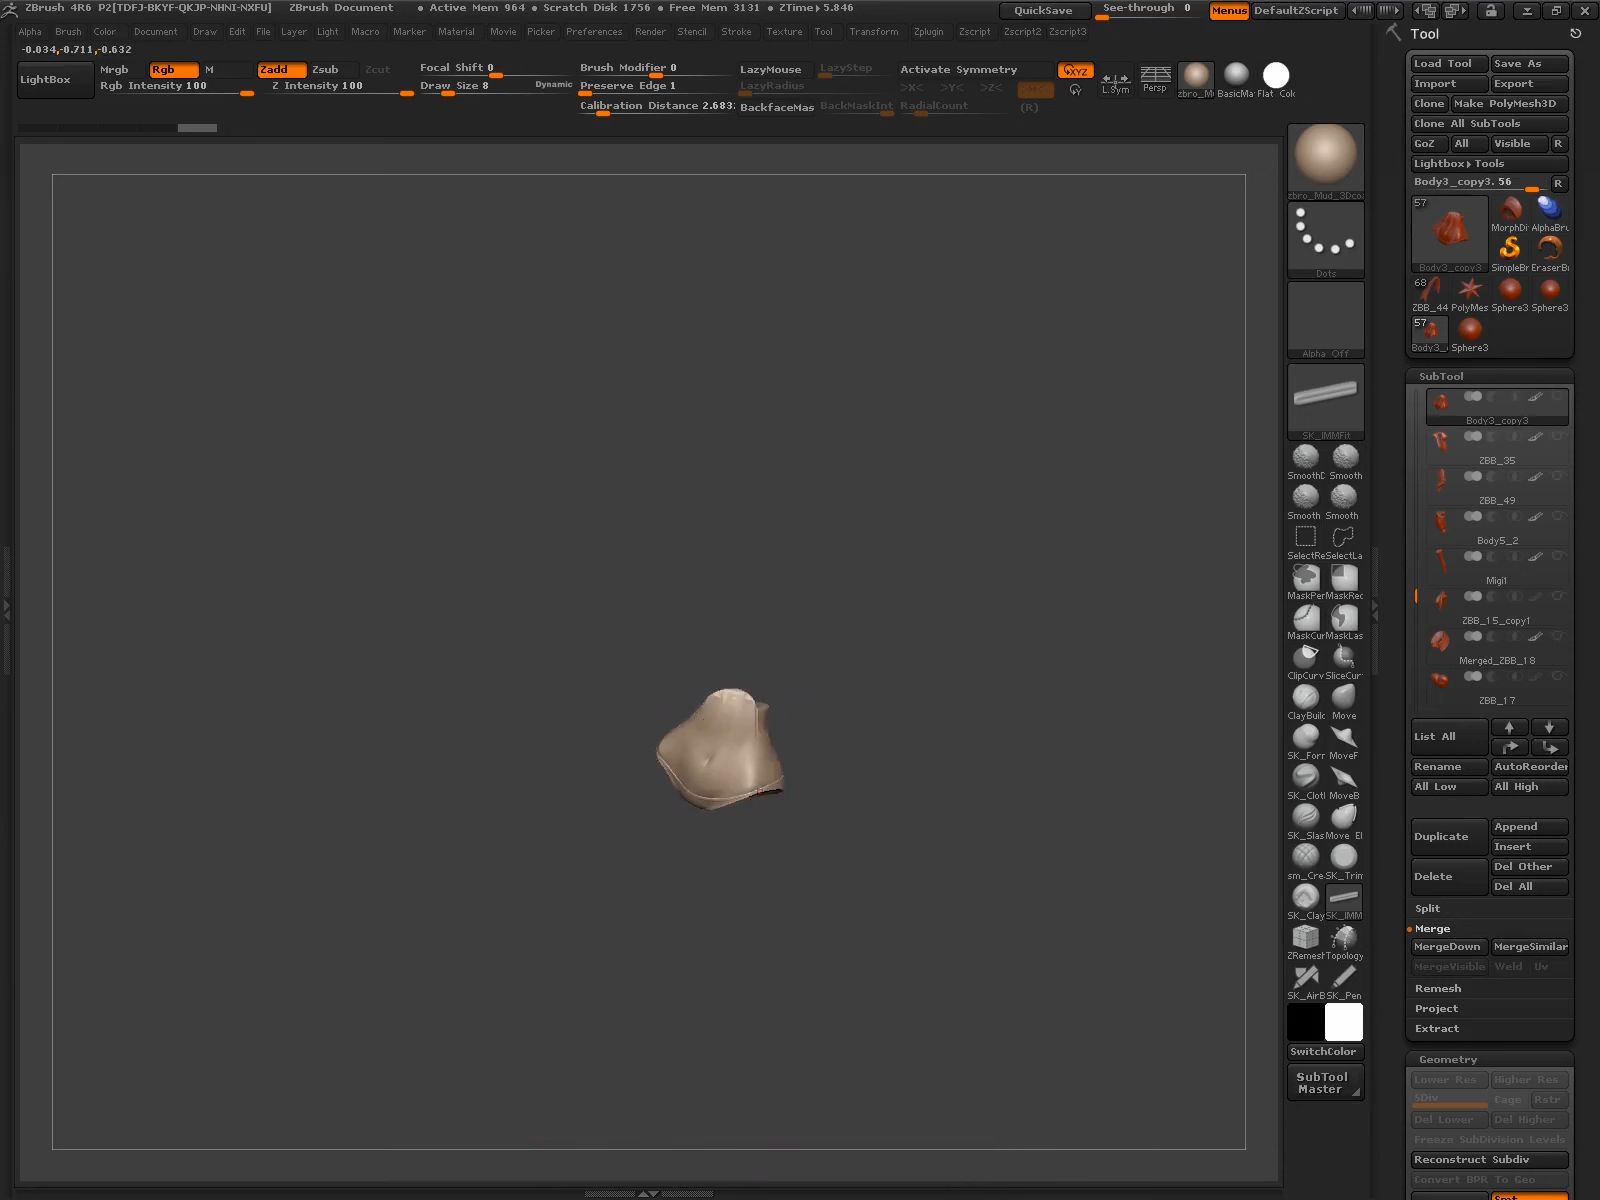 ZBrush 4R6 P2[TDFJ-BKYF-QKJP-NHNI-NXFU] ZBrush Document • Active Mem 964 • Scratch Disk 1756 • Free Mem 3131 • ZTime▸5.846 QuickSave See-through 0 Menus DefaultZScript
Alpha Brush Color Document Draw Edit File Layer Light Macro Marker Material Movie Picker Preferences Render Stencil Stroke Texture Tool Transform Zplugin Zscript Zscript2 Zscript3
-0.034,-0.711,-0.632
LightBox
Mrgb Rgb M Zadd Zsub Zcut
Rgb Intensity 100 Z Intensity 100
Focal Shift 0
Draw Size 8 Dynamic
Brush Modifier 0
Preserve Edge 1
Calibration Distance 2.683
LazyMouse LazyStep
LazyRadius
BackfaceMas BackMaskInt
Activate Symmetry
>X< >Y< >Z< >M<
RadialCount (R)
XYZ
L.Sym
Persp
zbro_Mu
BasicMa
Flat Col
zbro_Mud_3Dco
Dots
Alpha Off
SK_IMMFit
Smooth
Smooth Smooth
SelectRe SelectLa
MaskPer MaskRec
MaskCur MaskLas
ClipCurv SliceCur
ClayBuil Move
SK_Forr MoveF
SK_Clotl MoveB
SK_Slas Move El
sm_Cre SK_Trin
SK_Clay SK_IMM
ZRemesh Topology
SK_AirB SK_Pen
SwitchColor
SubTool
Master
Tool
Load Tool Save As
Import Export
Clone Make PolyMesh3D
Clone All SubTools
GoZ All Visible R
Lightbox▸Tools
Body3_copy3. 56 R
57
Body3_copy3
MorphDi AlphaBru
SimpleBr EraserBr
68
ZBB_44 PolyMes Sphere3 Sphere3
57
Body3_ Sphere3
SubTool
Body3_copy3
ZBB_35
ZBB_49
Body5_2
Migi1
ZBB_15_copy1
Merged_ZBB_18
ZBB_17
List All
Rename AutoReorder
All Low All High
Duplicate
Append
Insert
Delete
Del Other
Del All
Split
Merge
MergeDown MergeSimilar
MergeVisible Weld Uv
Remesh
Project
Extract
Geometry
Lower Res Higher Res
SDiv Cage Rstr
Del Lower Del Higher
Freeze SubDivision Levels
Reconstruct Subdiv
Convert BPR To Geo